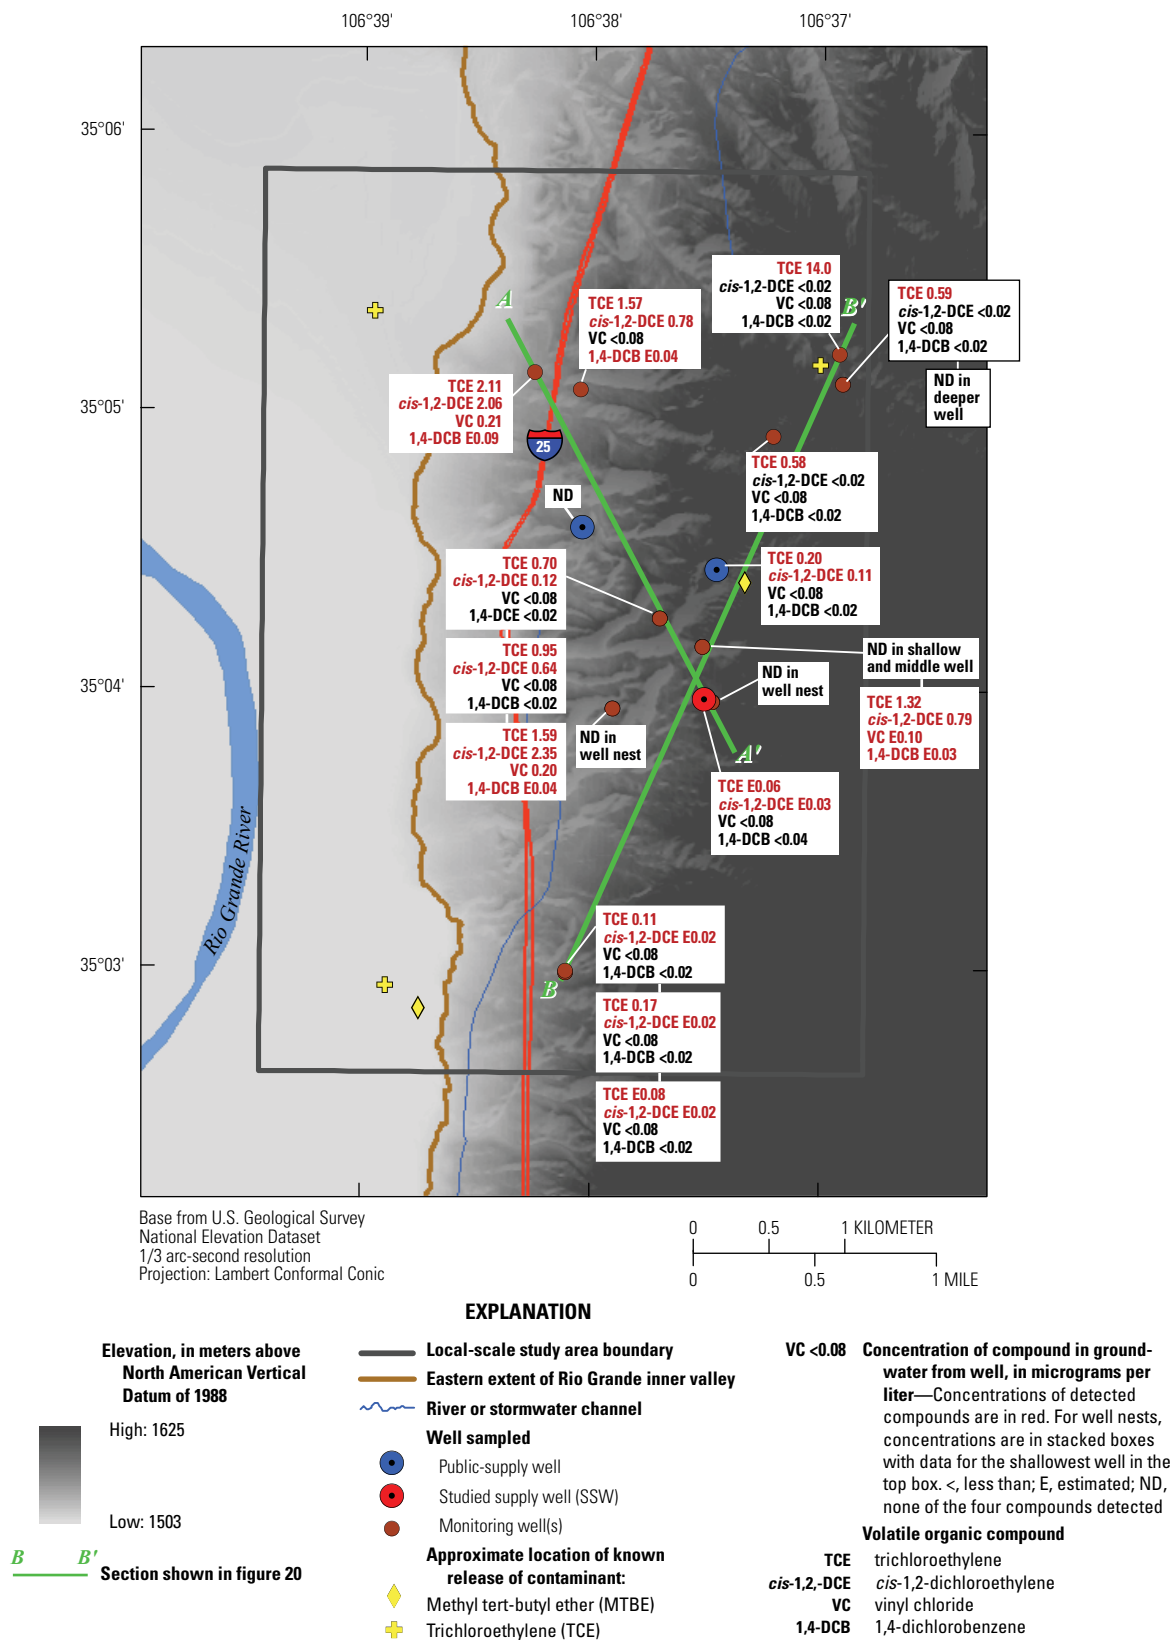 106°39'
106°38'
106°37'
35°06'
35°05'
35°04'
35°03'
A
TCE 1.57
cis-1,2-DCE 0.78
VC <0.08
1,4-DCB E0.04
TCE 14.0
cis-1,2-DCE <0.02
VC <0.08
1,4-DCB <0.02
B'
TCE 0.59
cis-1,2-DCE <0.02
VC <0.08
1,4-DCB <0.02
ND in
deeper
well
TCE 2.11
cis-1,2-DCE 2.06
VC 0.21
1,4-DCB E0.09
25
TCE 0.58
cis-1,2-DCE <0.02
VC <0.08
1,4-DCB <0.02
ND
TCE 0.70
cis-1,2-DCE 0.12
VC <0.08
1,4-DCE <0.02
TCE 0.20
cis-1,2-DCE 0.11
VC <0.08
1,4-DCB <0.02
TCE 0.95
cis-1,2-DCE 0.64
VC <0.08
1,4-DCB <0.02
ND in shallow
and middle well
ND in
well nest
TCE 1.32
cis-1,2-DCE 0.79
VC E0.10
1,4-DCB E0.03
TCE 1.59
cis-1,2-DCE 2.35
VC 0.20
1,4-DCB E0.04
ND in
well nest
A'
TCE E0.06
cis-1,2-DCE E0.03
VC <0.08
1,4-DCB <0.04
Rio Grande River
TCE 0.11
cis-1,2-DCE E0.02
VC <0.08
1,4-DCB <0.02
B
TCE 0.17
cis-1,2-DCE E0.02
VC <0.08
1,4-DCB <0.02
TCE E0.08
cis-1,2-DCE E0.02
VC <0.08
1,4-DCB <0.02
Base from U.S. Geological Survey
National Elevation Dataset
1/3 arc-second resolution
Projection: Lambert Conformal Conic
0 0.5 1 KILOMETER
0 0.5 1 MILE
EXPLANATION
Elevation, in meters above
North American Vertical
Datum of 1988
High: 1625
Low: 1503
B B'
Section shown in figure 20
Local-scale study area boundary
Eastern extent of Rio Grande inner valley
River or stormwater channel
Well sampled
Public-supply well
Studied supply well (SSW)
Monitoring well(s)
Approximate location of known
release of contaminant:
Methyl tert-butyl ether (MTBE)
Trichloroethylene (TCE)
VC <0.08 Concentration of compound in ground-
water from well, in micrograms per
liter—Concentrations of detected
compounds are in red. For well nests,
concentrations are in stacked boxes
with data for the shallowest well in the
top box. <, less than; E, estimated; ND,
none of the four compounds detected
Volatile organic compound
TCE trichloroethylene
cis-1,2,-DCE cis-1,2-dichloroethylene
VC vinyl chloride
1,4-DCB 1,4-dichlorobenzene